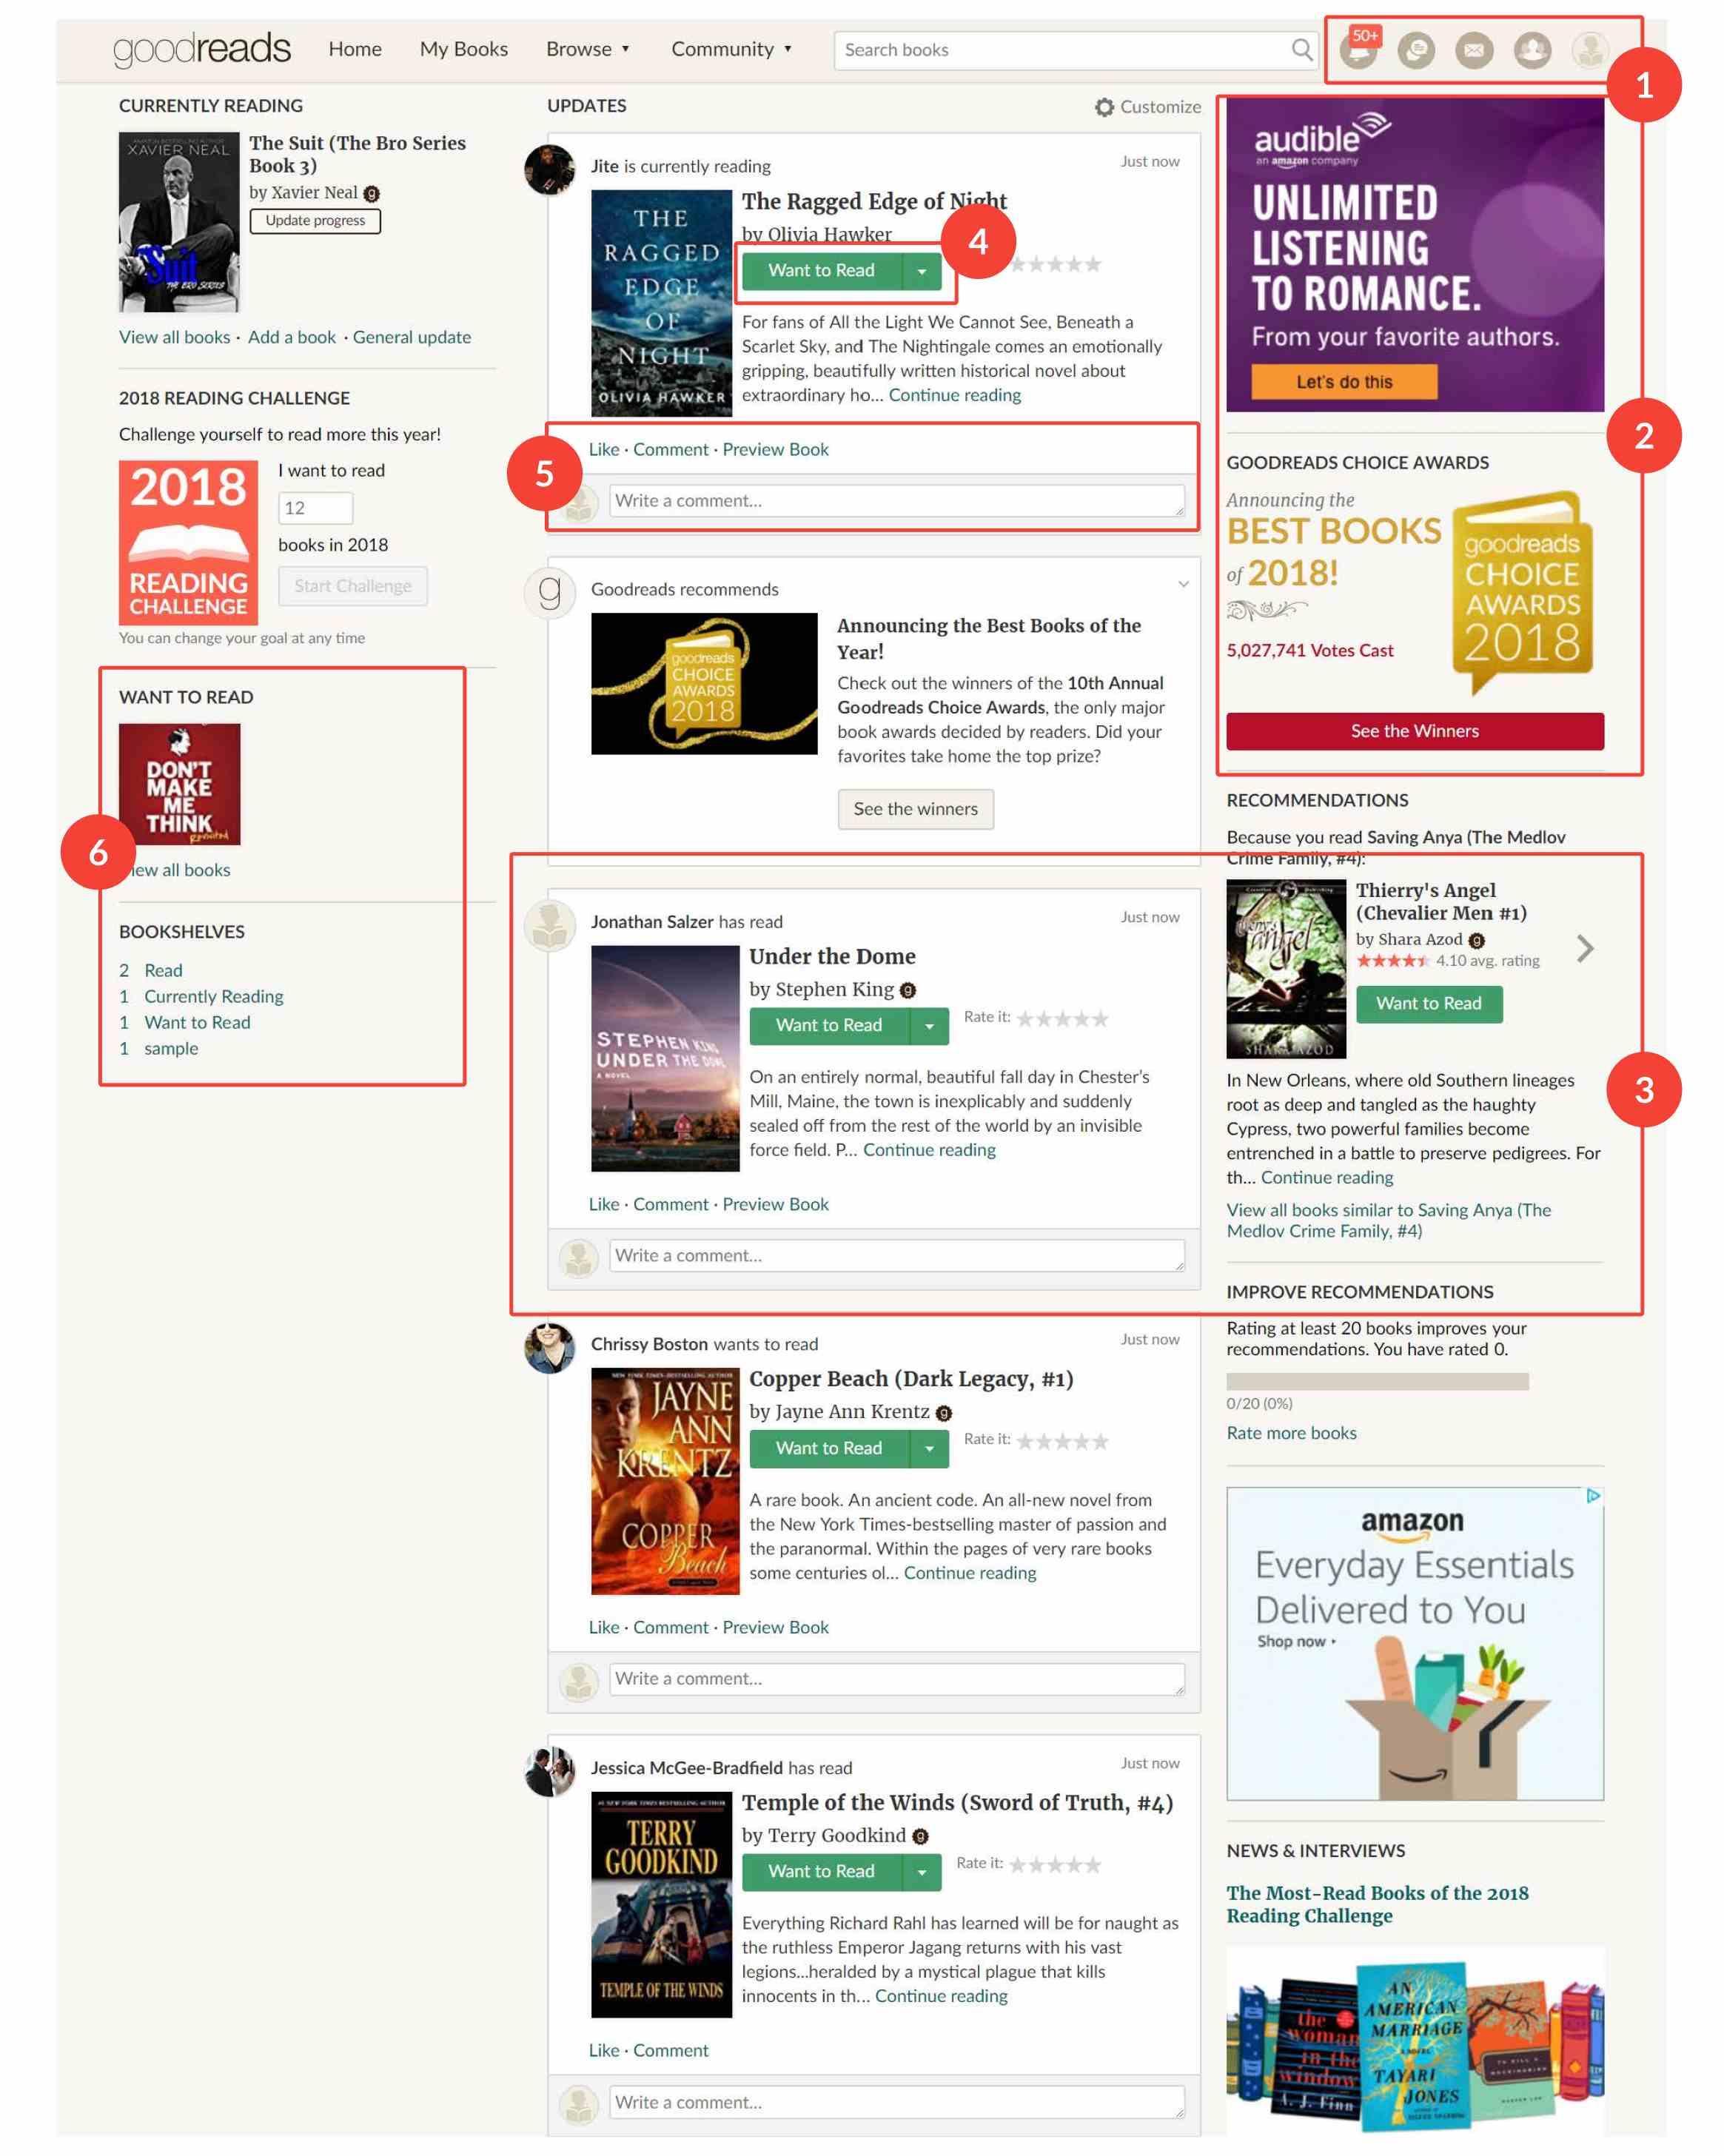 goodreads
Home
My Books
Browse ▾
Community ▾
Search books
50+
1
CURRENTLY READING
XAVIER NEAL
Suit
THE BRO SERIES
The Suit (The Bro Series
Book 3)
by Xavier Neal
Update progress
View all books · Add a book · General update
2018 READING CHALLENGE
Challenge yourself to read more this year!
2018
READING
CHALLENGE
I want to read
12
books in 2018
Start Challenge
You can change your goal at any time
WANT TO READ
DON'T
MAKE
ME
THINK
Revisited
6
iew all books
BOOKSHELVES
2 Read
1 Currently Reading
1 Want to Read
1 sample
UPDATES
Customize
Jite is currently reading
Just now
THE
RAGGED
EDGE
OF
NIGHT
OLIVIA HAWKER
The Ragged Edge of Night
by Olivia Hawker
4
Want to Read
For fans of All the Light We Cannot See, Beneath a
Scarlet Sky, and The Nightingale comes an emotionally
gripping, beautifully written historical novel about
extraordinary ho... Continue reading
5
Like · Comment · Preview Book
Write a comment...
g
Goodreads recommends
goodreads
CHOICE
AWARDS
2018
Announcing the Best Books of the
Year!
Check out the winners of the 10th Annual
Goodreads Choice Awards, the only major
book awards decided by readers. Did your
favorites take home the top prize?
See the winners
Jonathan Salzer has read
Just now
STEPHEN KING
UNDER THE DOME
A NOVEL
Under the Dome
by Stephen King
Want to Read
Rate it:
On an entirely normal, beautiful fall day in Chester's
Mill, Maine, the town is inexplicably and suddenly
sealed off from the rest of the world by an invisible
force field. P... Continue reading
Like · Comment · Preview Book
Write a comment...
Chrissy Boston wants to read
Just now
NEW YORK TIMES-BESTSELLING AUTHOR
JAYNE
ANN
KRENTZ
COPPER
Beach
Copper Beach (Dark Legacy, #1)
by Jayne Ann Krentz
Want to Read
Rate it:
A rare book. An ancient code. An all-new novel from
the New York Times-bestselling master of passion and
the paranormal. Within the pages of very rare books
some centuries ol... Continue reading
Like · Comment · Preview Book
Write a comment...
Jessica McGee-Bradfield has read
Just now
#1 NEW YORK TIMES BESTSELLING AUTHOR
TERRY
GOODKIND
TEMPLE OF THE WINDS
Temple of the Winds (Sword of Truth, #4)
by Terry Goodkind
Want to Read
Rate it:
Everything Richard Rahl has learned will be for naught as
the ruthless Emperor Jagang returns with his vast
legions...heralded by a mystical plague that kills
innocents in th... Continue reading
Like · Comment
Write a comment...
audible
an amazon company
UNLIMITED
LISTENING
TO ROMANCE.
From your favorite authors.
Let's do this
2
GOODREADS CHOICE AWARDS
Announcing the
BEST BOOKS
of 2018!
5,027,741 Votes Cast
goodreads
CHOICE
AWARDS
2018
See the Winners
RECOMMENDATIONS
Because you read Saving Anya (The Medlov
Crime Family, #4):
angel
SHARA AZOD
Thierry's Angel
(Chevalier Men #1)
by Shara Azod
4.10 avg. rating
Want to Read
3
In New Orleans, where old Southern lineages
root as deep and tangled as the haughty
Cypress, two powerful families become
entrenched in a battle to preserve pedigrees. For
th... Continue reading
View all books similar to Saving Anya (The
Medlov Crime Family, #4)
IMPROVE RECOMMENDATIONS
Rating at least 20 books improves your
recommendations. You have rated 0.
0/20 (0%)
Rate more books
amazon
Everyday Essentials
Delivered to You
Shop now
NEWS & INTERVIEWS
The Most-Read Books of the 2018
Reading Challenge
the
woman
in the
window
A. J. Finn
AN
AMERICAN
MARRIAGE
TAYARI
JONES